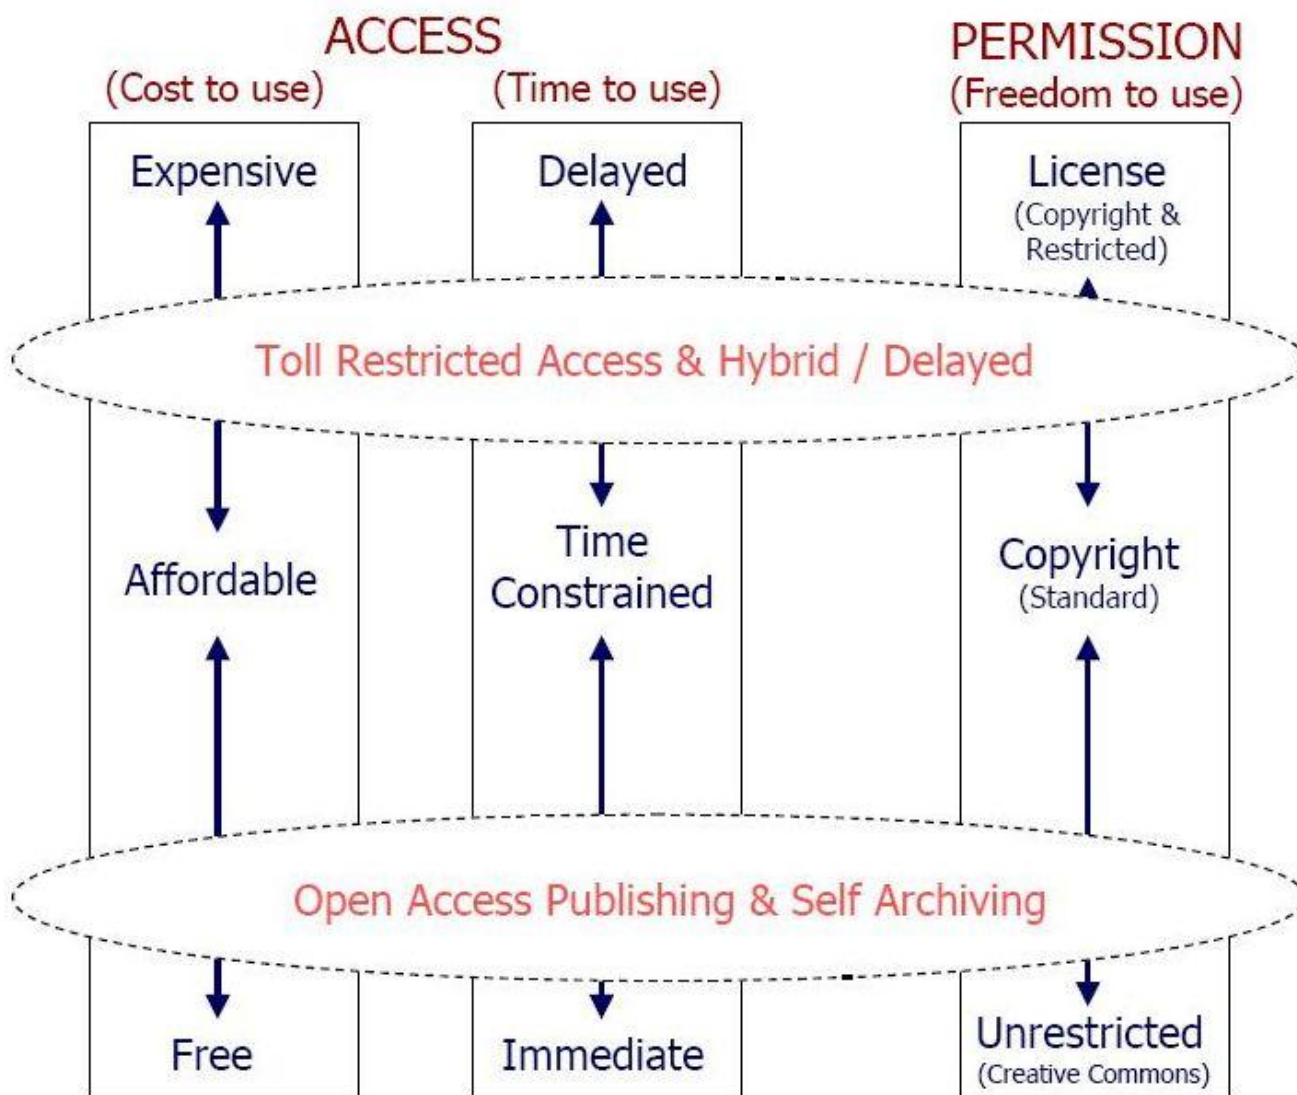 ACCESS
PERMISSION
(Cost to use)
(Time to use)
(Freedom to use)
Expensive
Delayed
License
(Copyright &
Restricted)
Toll Restricted Access & Hybrid / Delayed
Affordable
Time
Constrained
Copyright
(Standard)
Open Access Publishing & Self Archiving
Free
Immediate
Unrestricted
(Creative Commons)